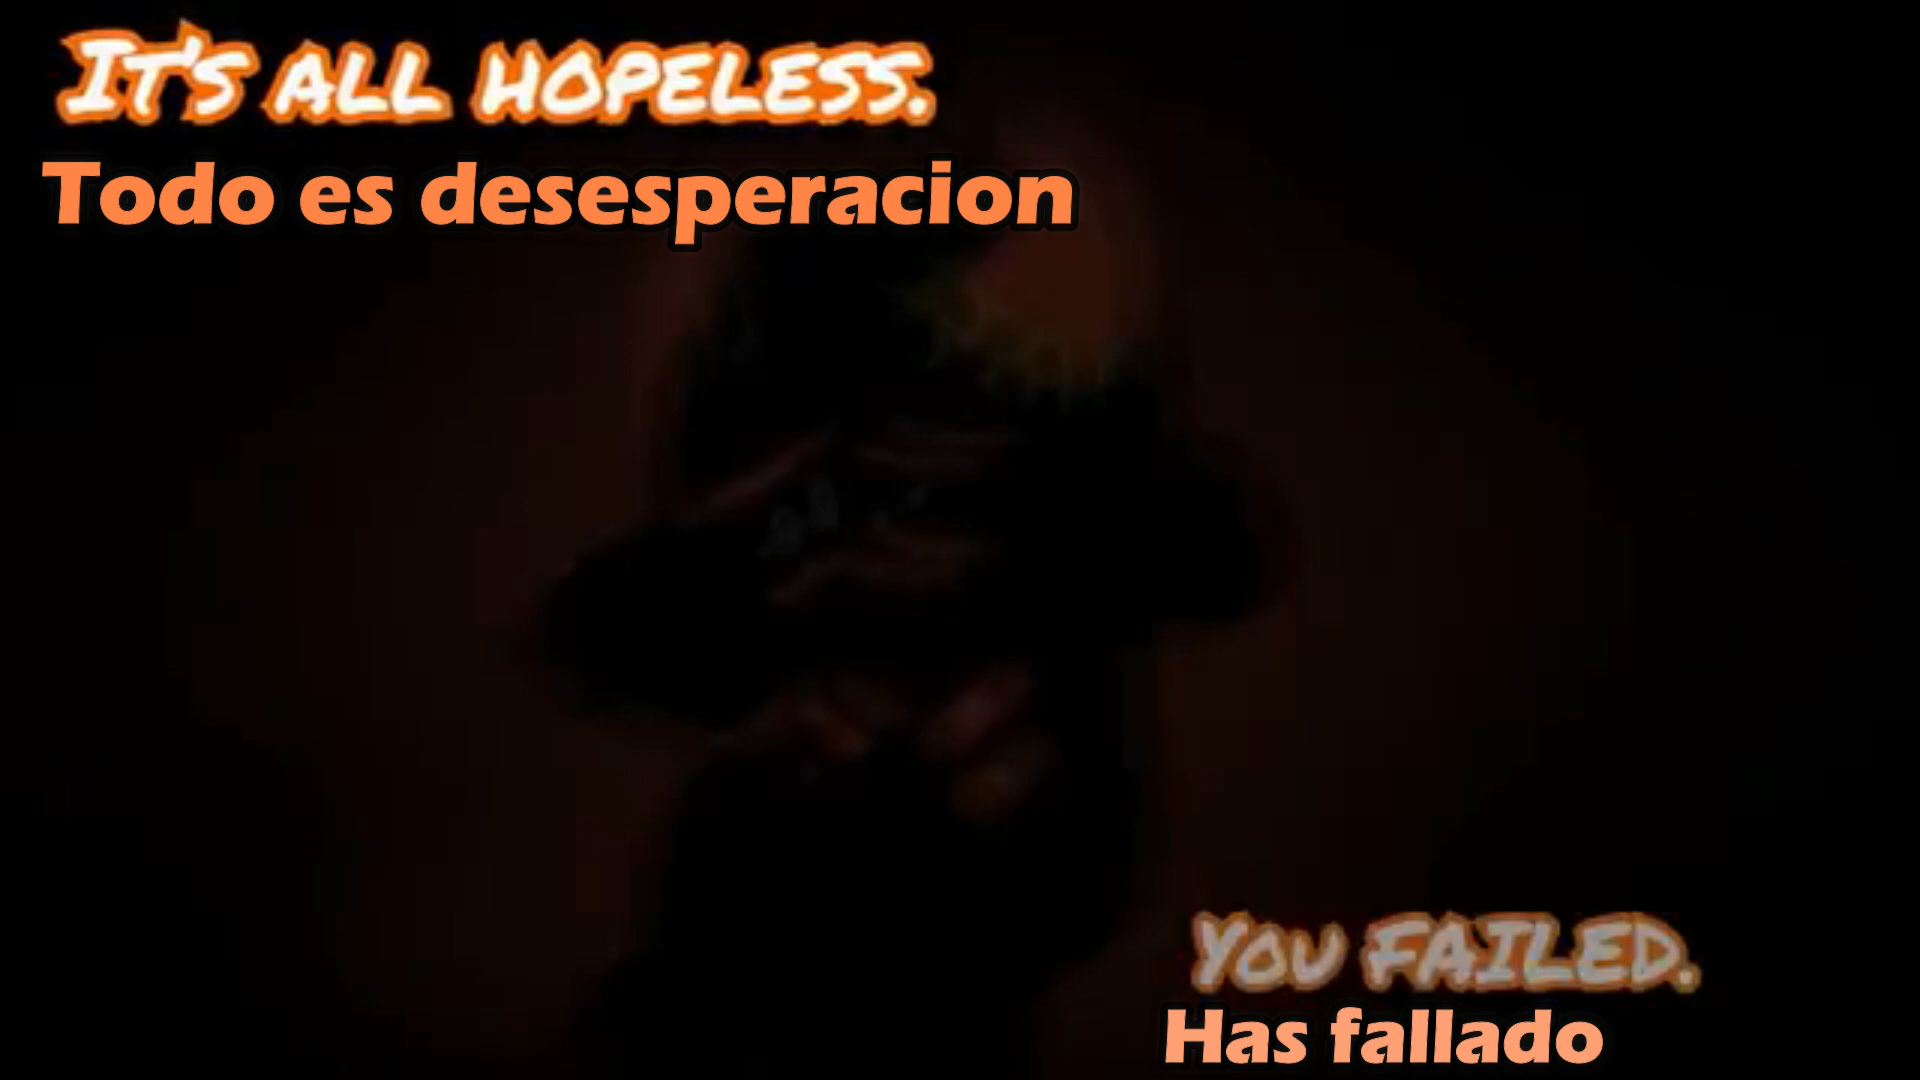 It's all hopeless.
Todo es desesperacion
You failed.
Has fallado